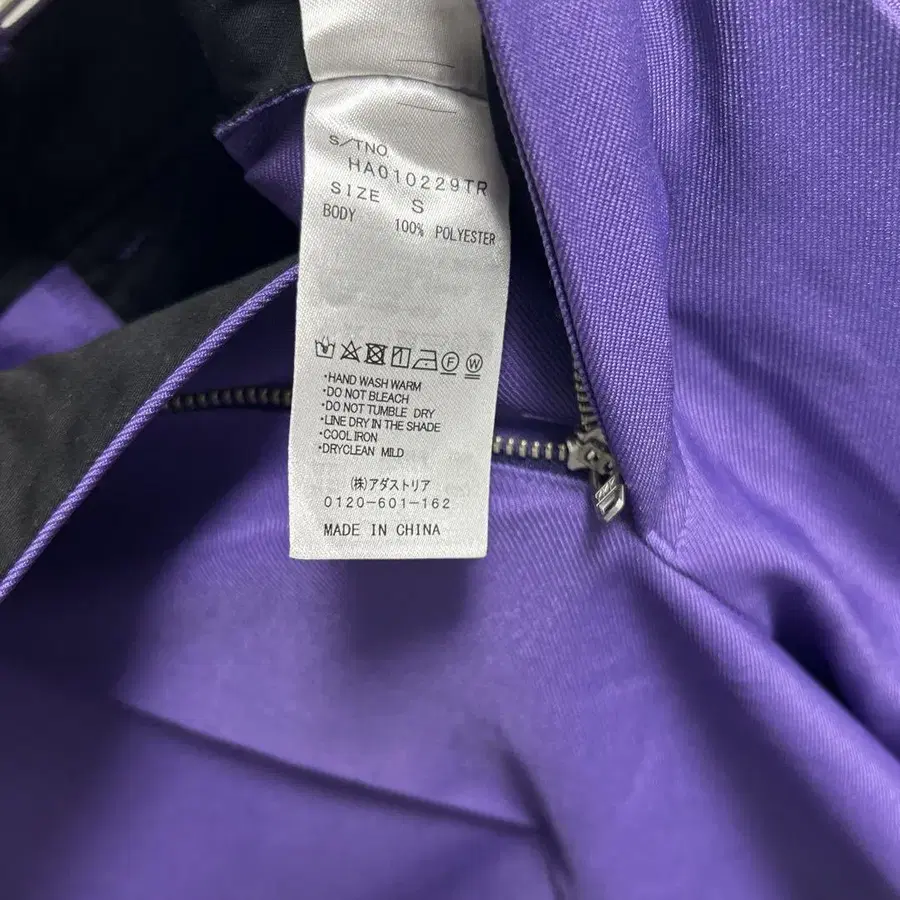 S/TNO
HA010229TR
SIZE S
BODY 100% POLYESTER
F W
・HAND WASH WARM
・DO NOT BLEACH
・DO NOT TUMBLE DRY
・LINE DRY IN THE SHADE
・COOL IRON
・DRYCLEAN MILD
(株)アダストリア
0120-601-162
MADE IN CHINA